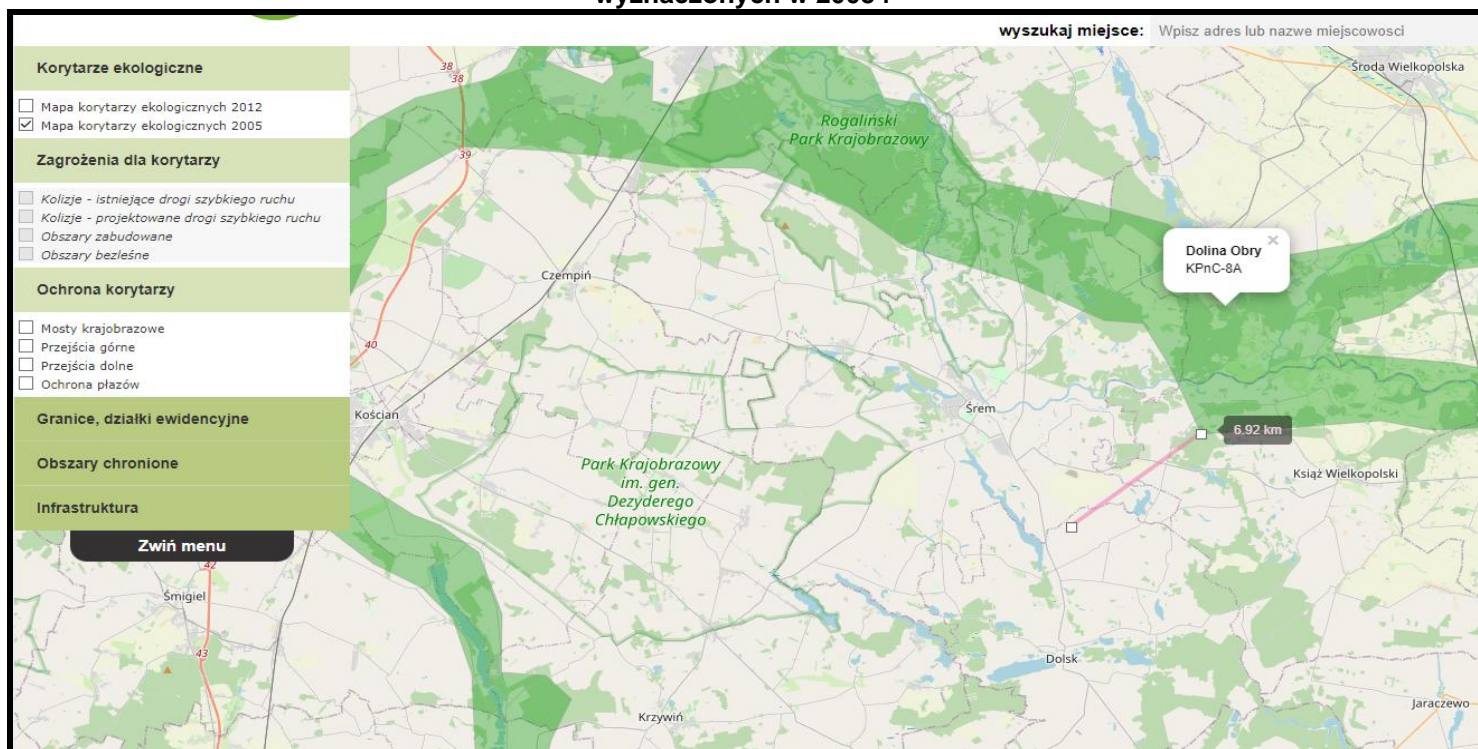 wyszukaj miejsce: Wpisz adres lub nazwe miejscowosci
Korytarze ekologiczne
Mapa korytarzy ekologicznych 2012
Mapa korytarzy ekologicznych 2005
Zagrożenia dla korytarzy
Kolizje - istniejące drogi szybkiego ruchu
Kolizje - projektowane drogi szybkiego ruchu
Obszary zabudowane
Obszary bezleśne
Ochrona korytarzy
Mosty krajobrazowe
Przejścia górne
Przejścia dolne
Ochrona płazów
Granice, działki ewidencyjne
Obszary chronione
Infrastruktura
Zwiń menu
38
38
Środa Wielkopolska
Rogaliński
Park Krajobrazowy
39
Dolina Obry
KPnC-8A
Czempiń
40
Kościan
Śrem
6.92 km
Park Krajobrazowy
im. gen.
Dezyderego
Chłapowskiego
Książ Wielkopolski
42
Śmigiel
43
Dolsk
Krzywiń
Jaraczewo